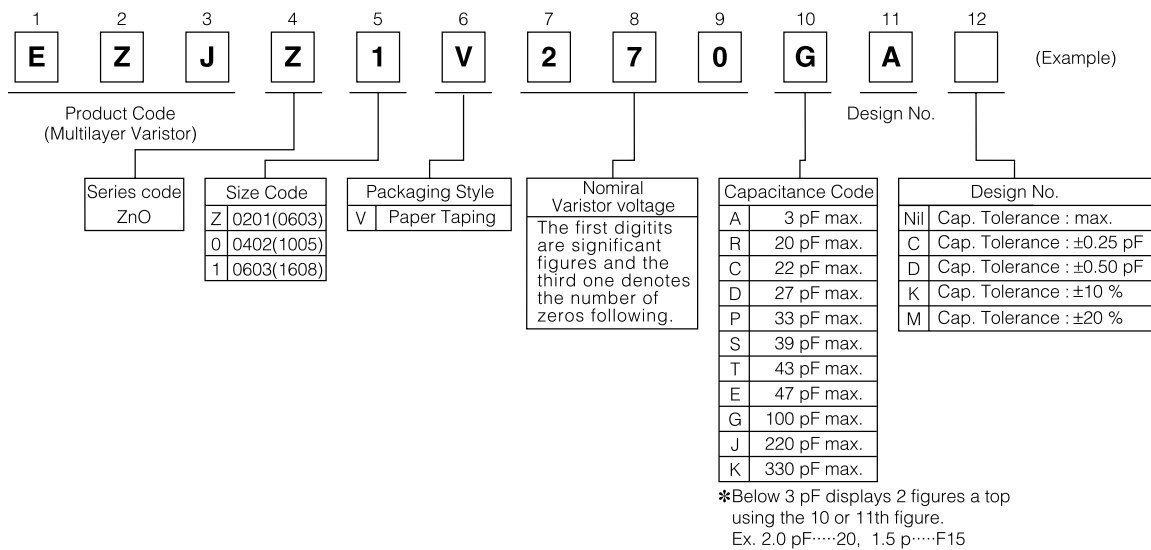 1 2 3 4 5 6 7 8 9 10 11 12
E Z J Z 1 V 2 7 0 G A (Example)
Product Code
(Multilayer Varistor)
Design No.
Series code
ZnO
Size Code
Z 0201(0603)
0 0402(1005)
1 0603(1608)
Packaging Style
V Paper Taping
Nomiral
Varistor voltage
The first digitits
are significant
figures and the
third one denotes
the number of
zeros following.
Capacitance Code
A 3 pF max.
R 20 pF max.
C 22 pF max.
D 27 pF max.
P 33 pF max.
S 39 pF max.
T 43 pF max.
E 47 pF max.
G 100 pF max.
J 220 pF max.
K 330 pF max.
✽Below 3 pF displays 2 figures a top
using the 10 or 11th figure.
Ex. 2.0 pF·····20, 1.5 p·····F15
Design No.
Nil Cap. Tolerance : max.
C Cap. Tolerance : ±0.25 pF
D Cap. Tolerance : ±0.50 pF
K Cap. Tolerance : ±10 %
M Cap. Tolerance : ±20 %